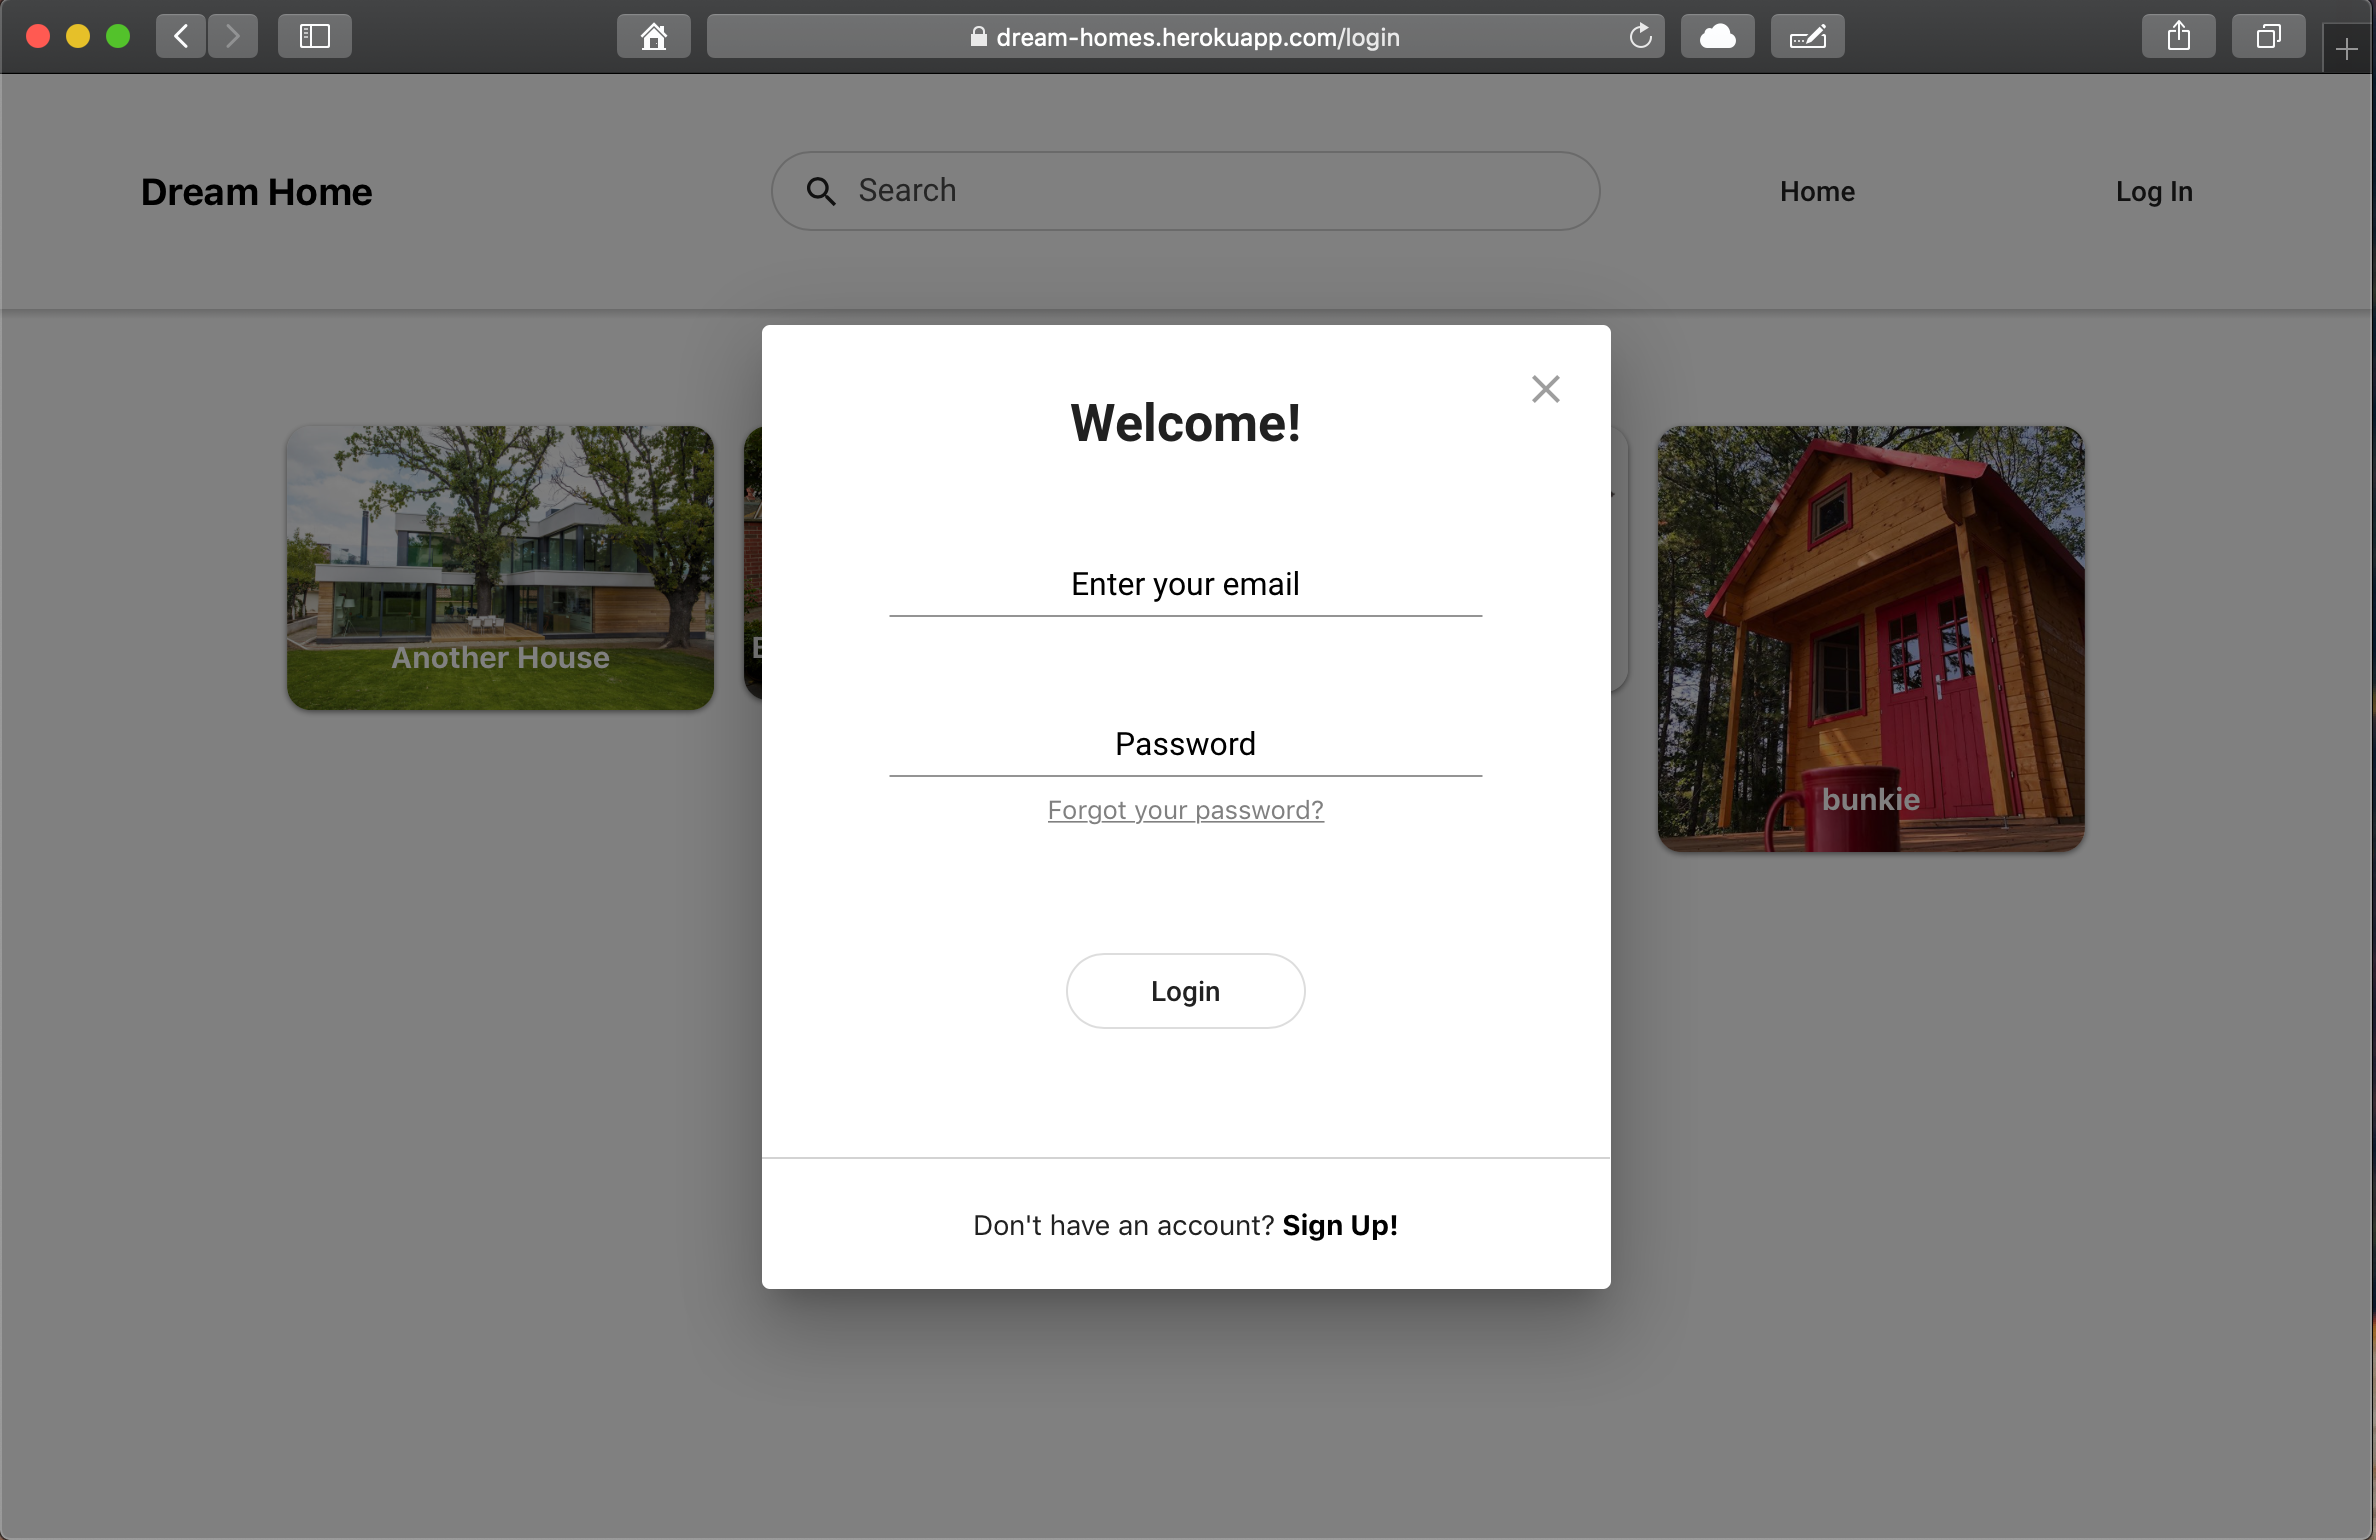 dream-homes.herokuapp.com/login
Dream Home
Search
Home
Log In
Welcome!
Enter your email
Password
Forgot your password?
Login
Don't have an account? Sign Up!
Another House
bunkie